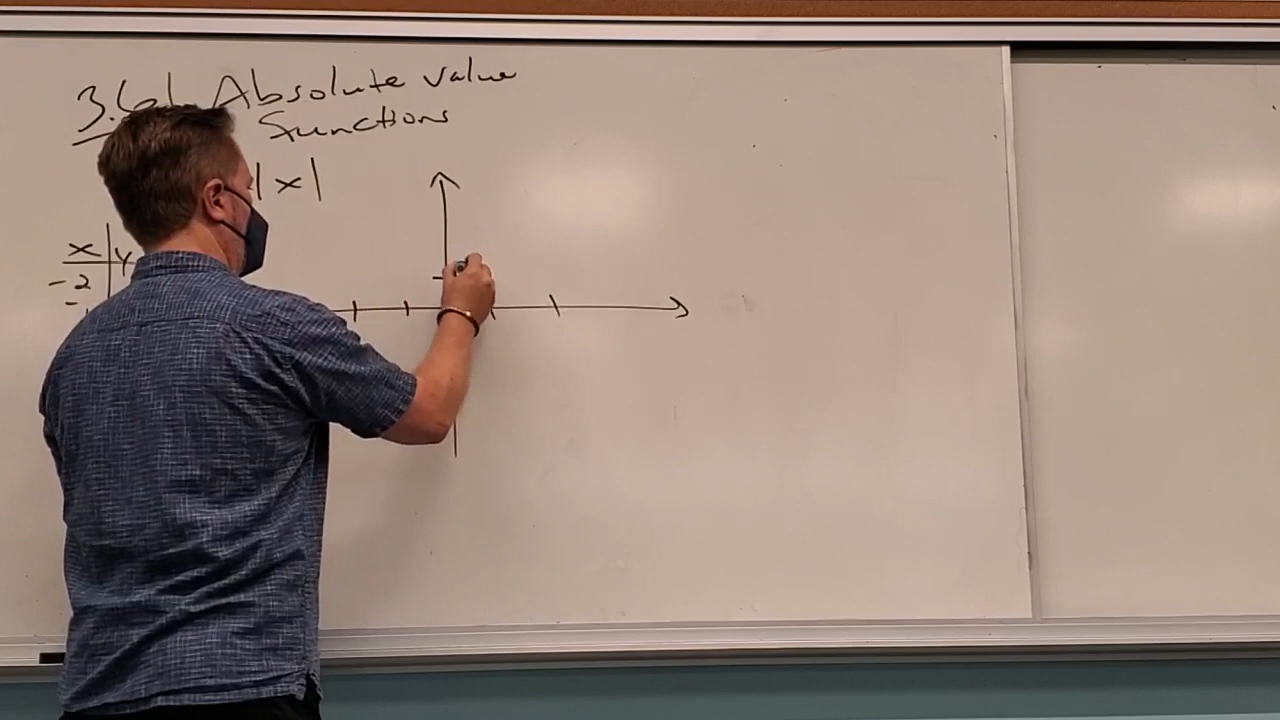 3.6| Absolute value
functions
|x|
x | y
-2
-